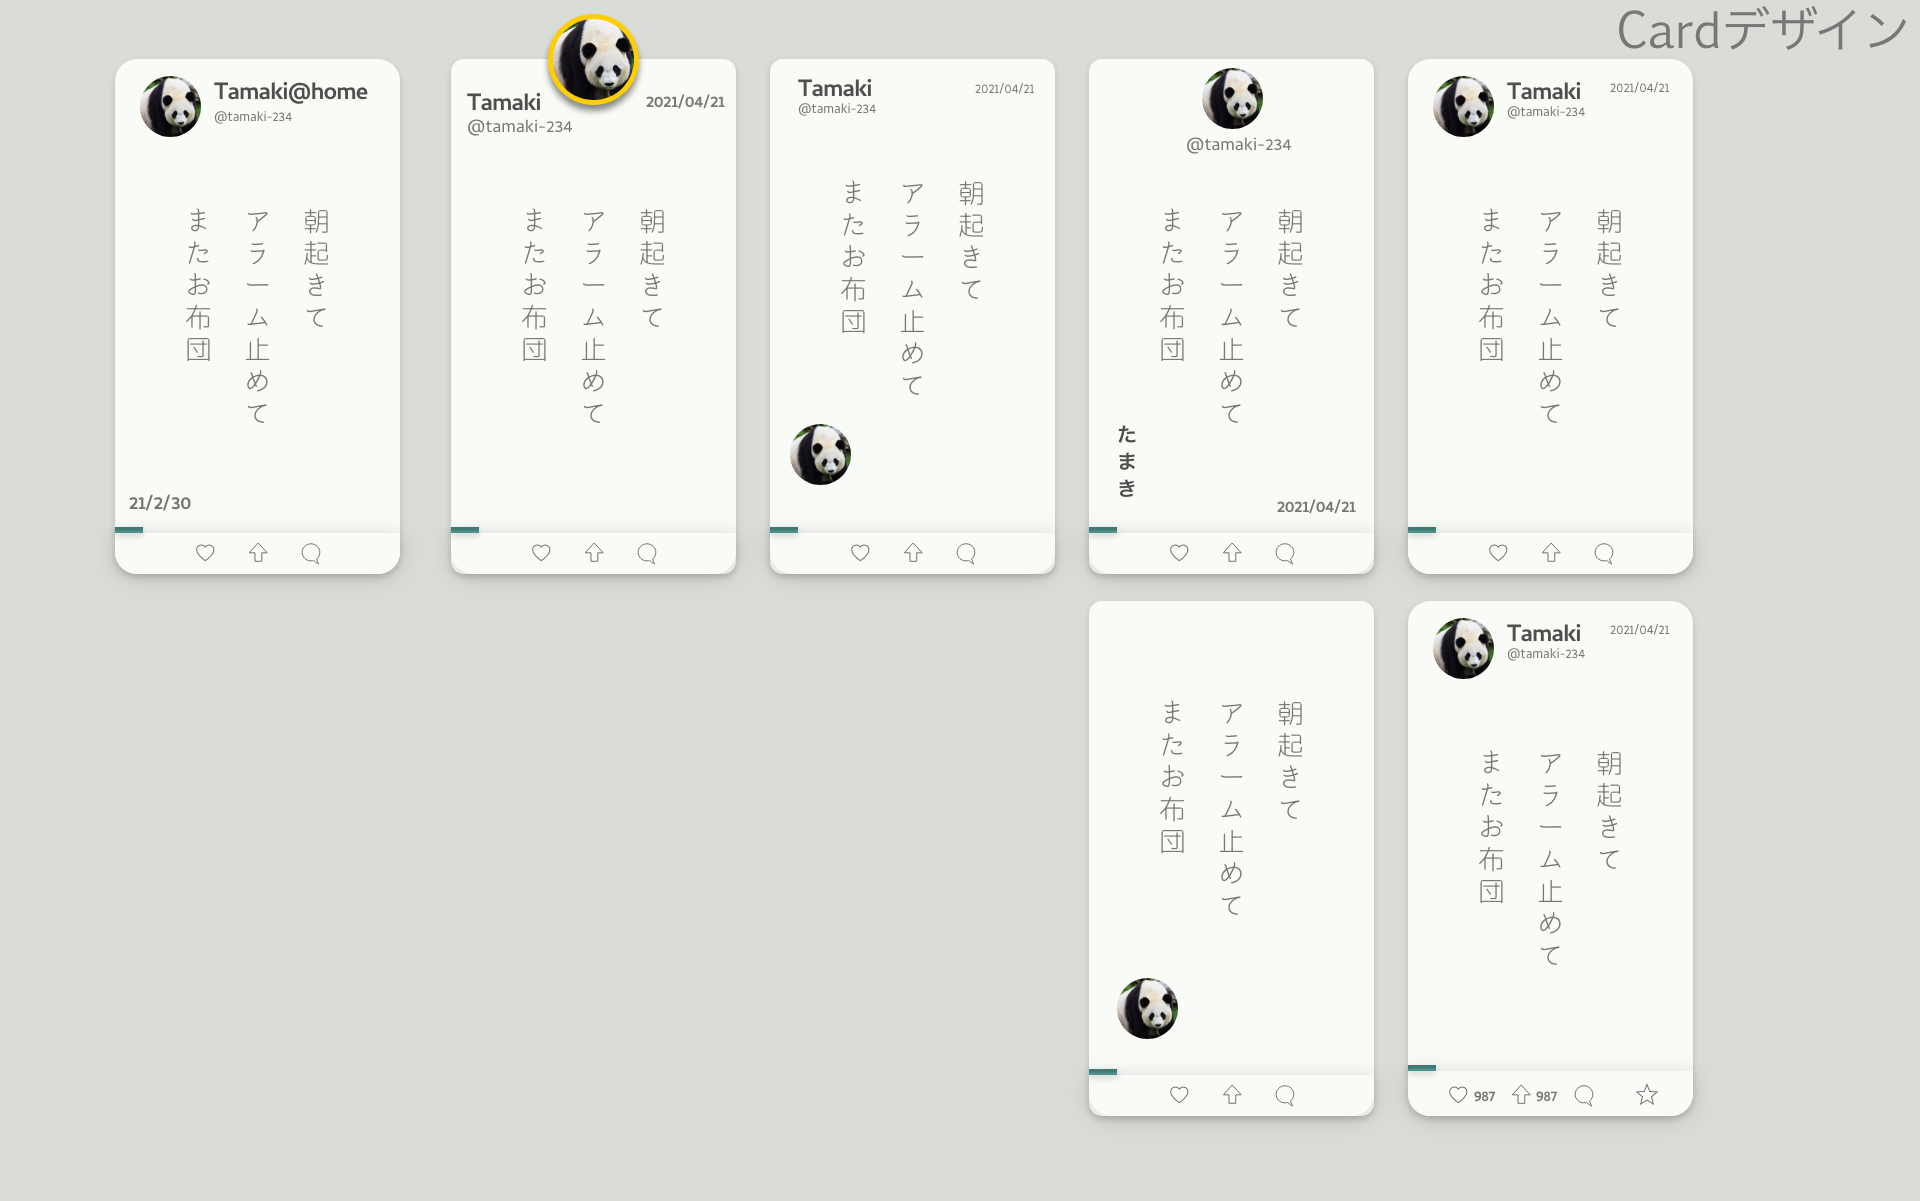 Cardデザイン
Tamaki@home
@tamaki-234
朝起きて
アラーム止めて
またお布団
21/2/30
Tamaki
2021/04/21
@tamaki-234
朝起きて
アラーム止めて
またお布団
Tamaki
2021/04/21
@tamaki-234
朝起きて
アラーム止めて
またお布団
@tamaki-234
朝起きて
アラーム止めて
またお布団
たまき
2021/04/21
Tamaki
2021/04/21
@tamaki-234
朝起きて
アラーム止めて
またお布団
朝起きて
アラーム止めて
またお布団
Tamaki
2021/04/21
@tamaki-234
朝起きて
アラーム止めて
またお布団
987
987